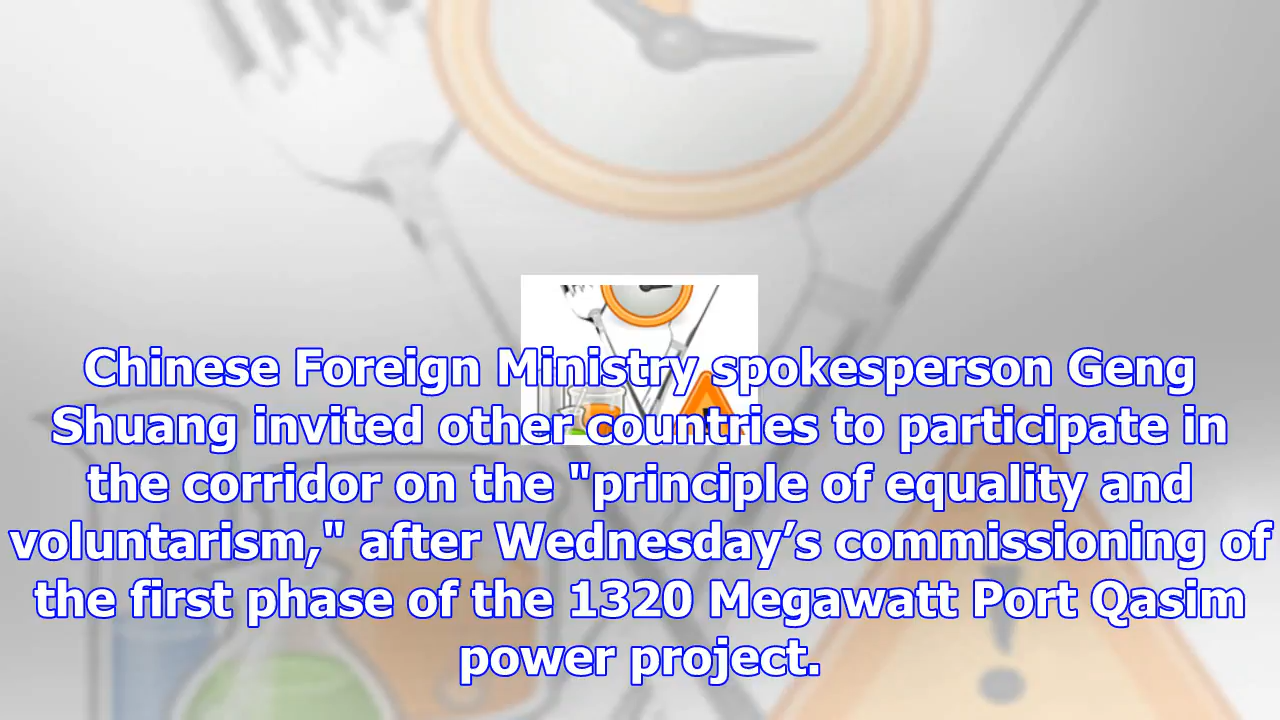 Chinese Foreign Ministry spokesperson Geng
Shuang invited other countries to participate in
the corridor on the "principle of equality and
voluntarism," after Wednesday’s commissioning of
the first phase of the 1320 Megawatt Port Qasim
power project.